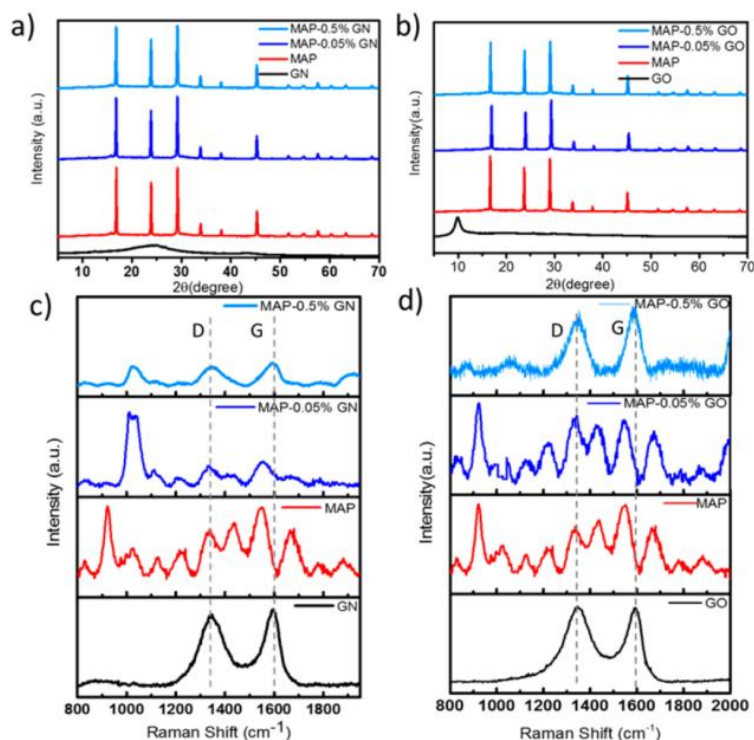 a)
MAP-0.5% GN
MAP-0.05% GN
MAP
GN
Intensity (a.u.)
10 20 30 40 50 60 70
2θ(degree)
b)
MAP-0.5% GO
MAP-0.05% GO
MAP
GO
Intensity(a.u.)
10 20 30 40 50 60 70
2θ(degree)
c)
MAP-0.5% GN
D G
MAP-0.05% GN
MAP
GN
Intensity (a.u.)
800 1000 1200 1400 1600 1800
Raman Shift (cm-1)
d)
MAP-0.5% GO
D G
MAP-0.05% GO
MAP
GO
Intensity (a.u.)
800 1000 1200 1400 1600 1800 2000
Raman Shift (cm-1)